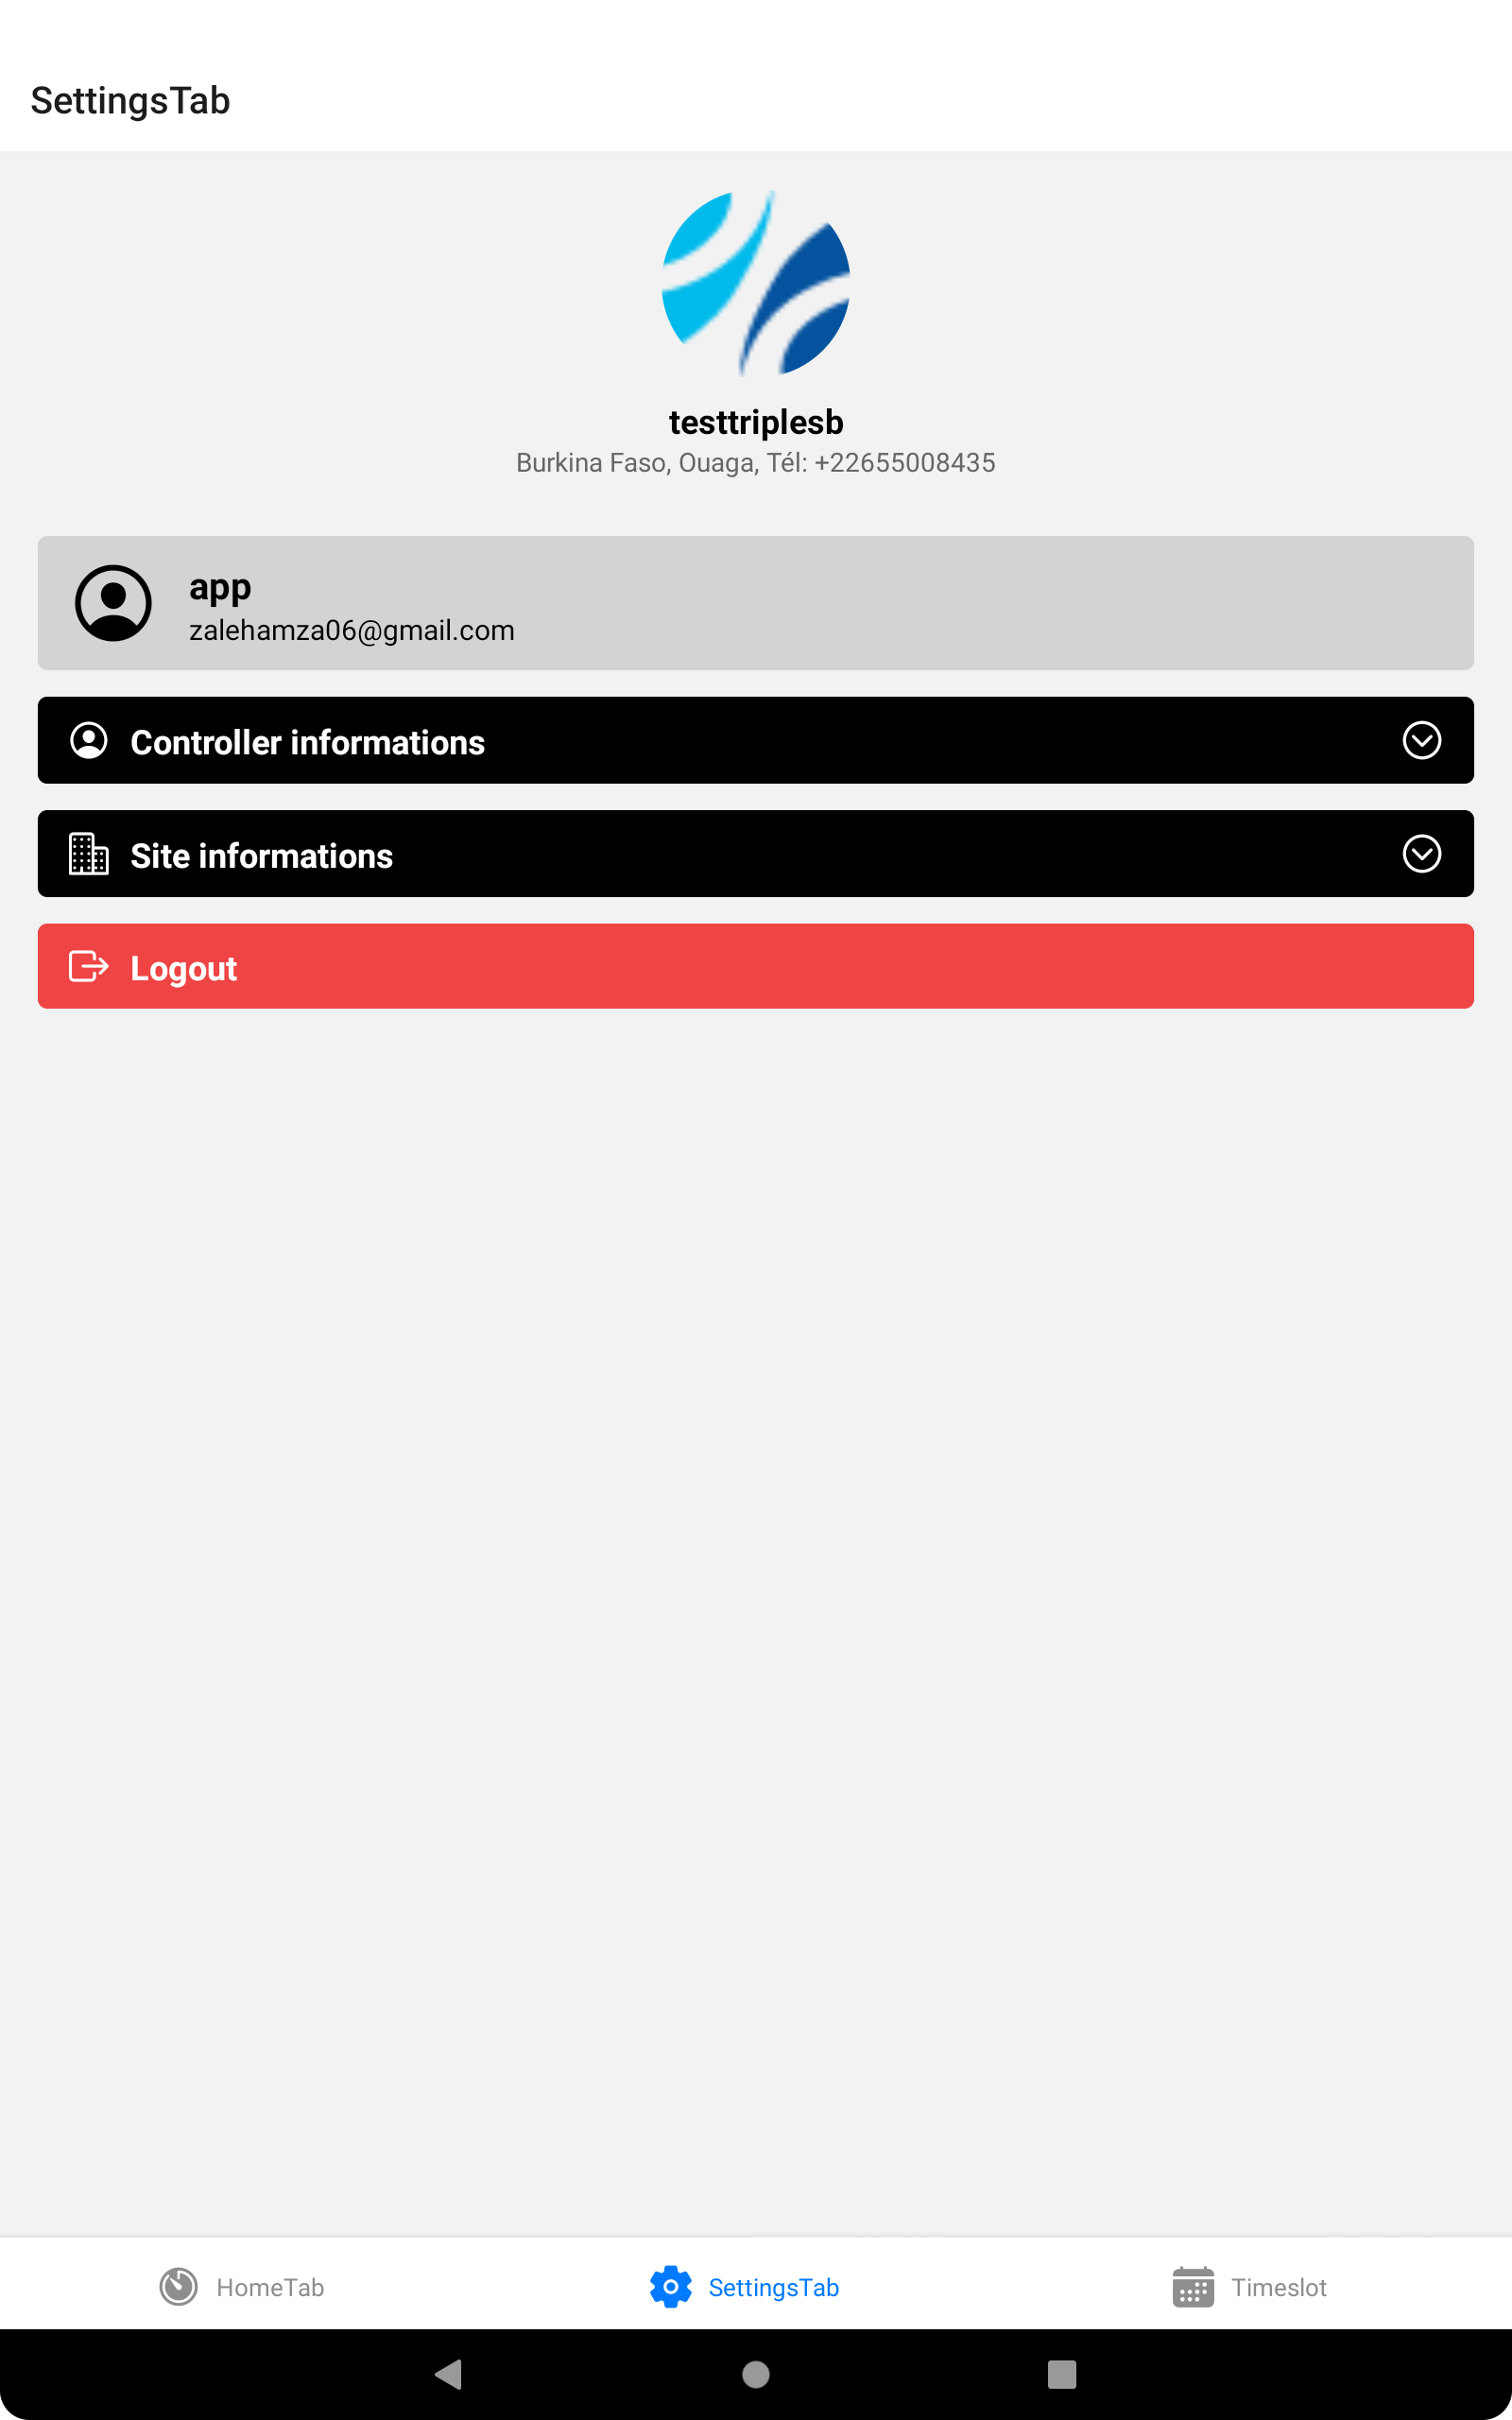 SettingsTab
testtriplesb
Burkina Faso, Ouaga, Tél: +22655008435
app
zalehamza06@gmail.com
Controller informations
Site informations
Logout
HomeTab
SettingsTab
Timeslot